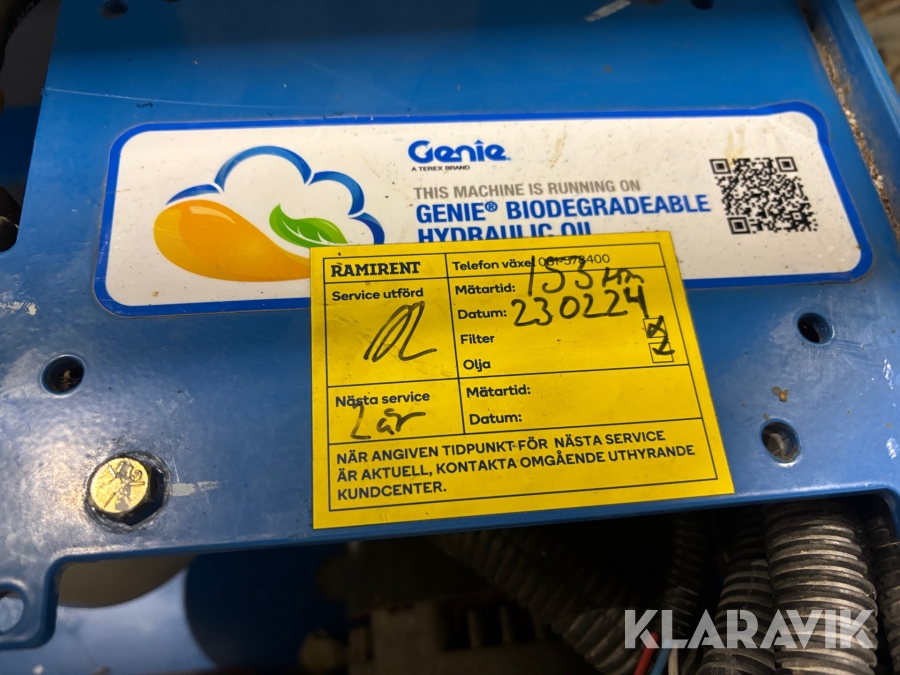 Genie
A TEREX BRAND
THIS MACHINE IS RUNNING ON
GENIE® BIODEGRADEABLE
HYDRAULIC OIL
RAMIRENT
Telefon växel
Service utförd
Mätartid: 153 Hm
Datum: 230224
Filter
Olja
Nästa service
2 år
Mätartid:
Datum:
NÄR ANGIVEN TIDPUNKT FÖR NÄSTA SERVICE
ÄR AKTUELL, KONTAKTA OMGÅENDE UTHYRANDE
KUNDCENTER.
KLARAVIK